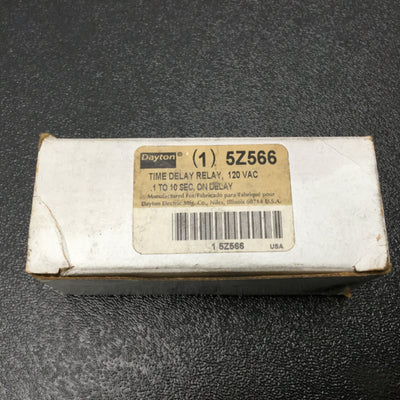 Dayton® (1) 5Z566
TIME DELAY RELAY, 120 VAC
.1 TO 10 SEC, ON DELAY
Manufactured For/Fabricado para/Fabriqué pour
Dayton Electric Mfg. Co., Niles, Illinois 60714 U.S.A.
1 5Z566 USA